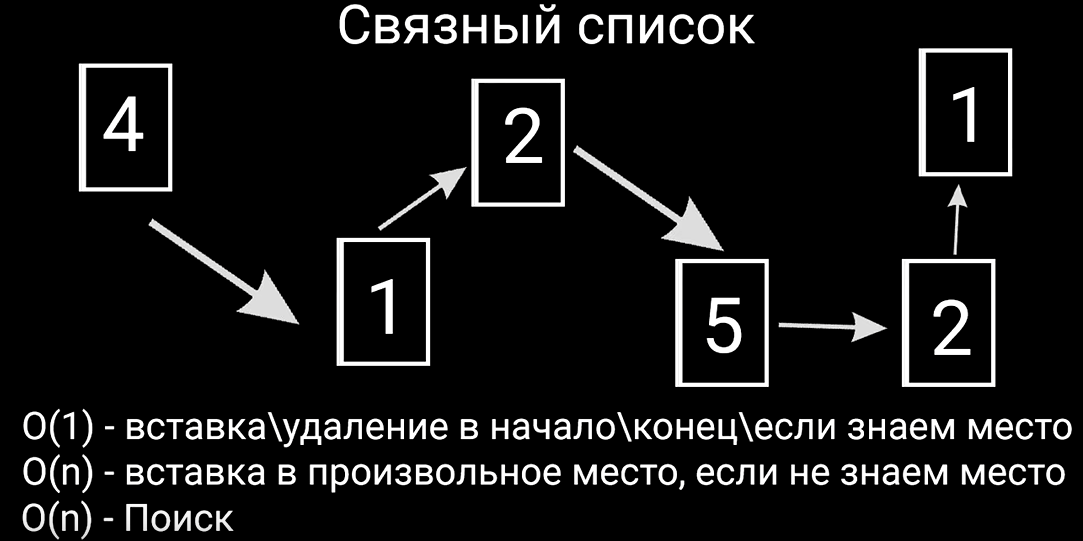 Связный список
4
1
2
5
2
1
O(1) - вставка\удаление в начало\конец\если знаем место
O(n) - вставка в произвольное место, если не знаем место
O(n) - Поиск